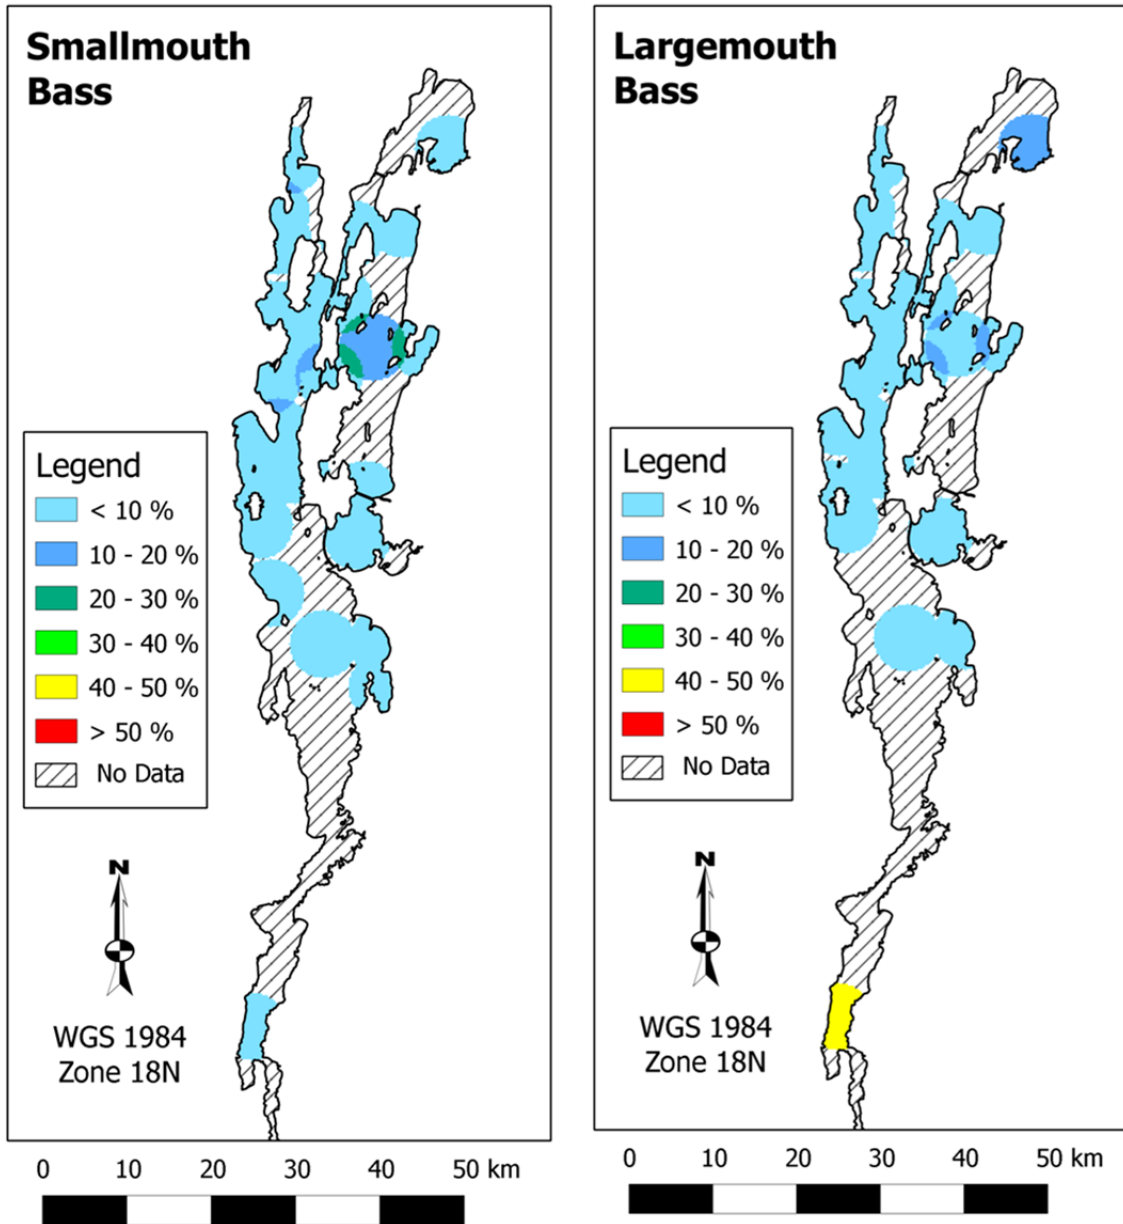 Smallmouth
Bass
Legend
< 10 %
10 - 20 %
20 - 30 %
30 - 40 %
40 - 50 %
> 50 %
No Data
N
WGS 1984
Zone 18N
0 10 20 30 40 50 km
Largemouth
Bass
Legend
< 10 %
10 - 20 %
20 - 30 %
30 - 40 %
40 - 50 %
> 50 %
No Data
N
WGS 1984
Zone 18N
0 10 20 30 40 50 km